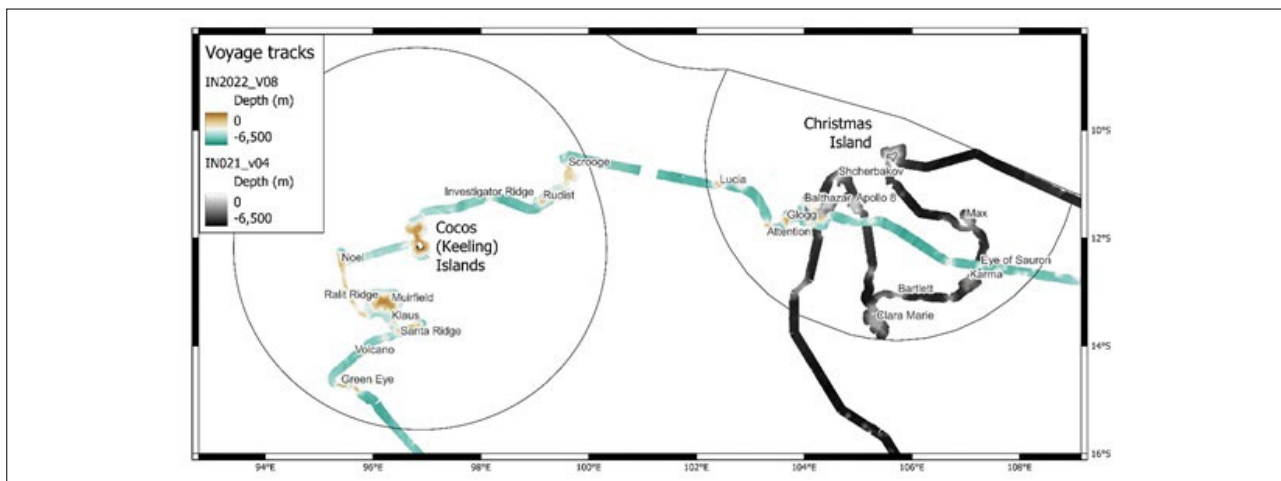 Voyage tracks
IN2022_V08
Depth (m)
0
-6,500
IN021_v04
Depth (m)
0
-6,500
Christmas
Island
Scrooge
Shcherbakov
Lucia
Investigator Ridge
Rudist
Balthazar
Apollo 8
Glogg
Max
Attention
Cocos
(Keeling)
Islands
Noel
Eye of Sauron
Karma
Ralit Ridge
Muirfield
Bartlett
Klaus
Clara Marie
Santa Ridge
Volcano
Green Eye
10°S
12°S
14°S
16°S
94°E
96°E
98°E
100°E
102°E
104°E
106°E
108°E